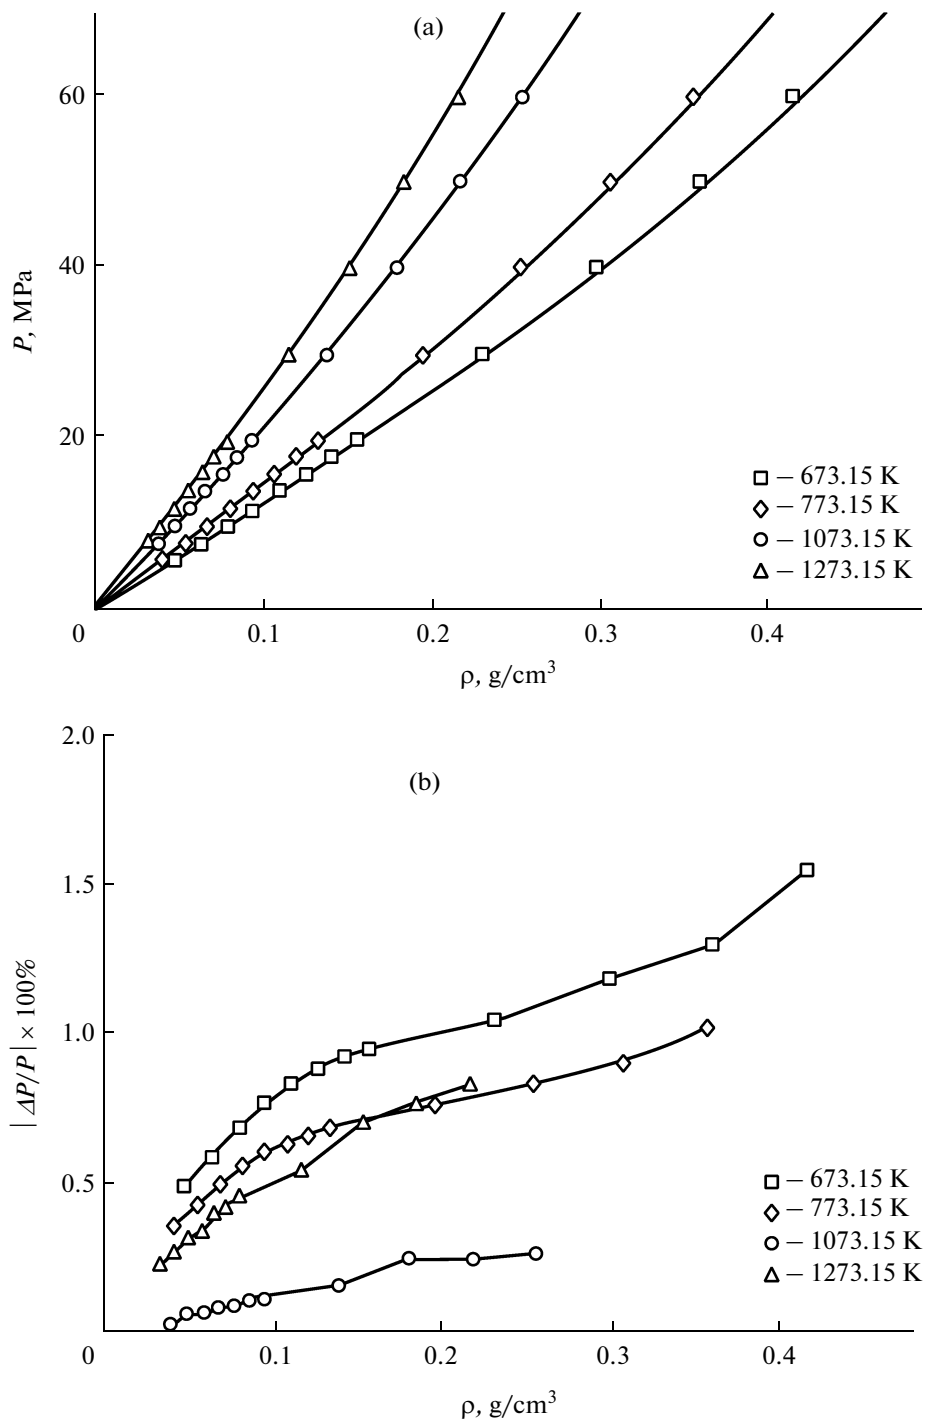 (a)
60
40
20
P, MPa
□ – 673.15 K
◇ – 773.15 K
○ – 1073.15 K
△ – 1273.15 K
0 0.1 0.2 0.3 0.4
ρ, g/cm³
2.0
(b)
1.5
1.0
0.5
|ΔP/P| × 100%
□ – 673.15 K
◇ – 773.15 K
○ – 1073.15 K
△ – 1273.15 K
0 0.1 0.2 0.3 0.4
ρ, g/cm³